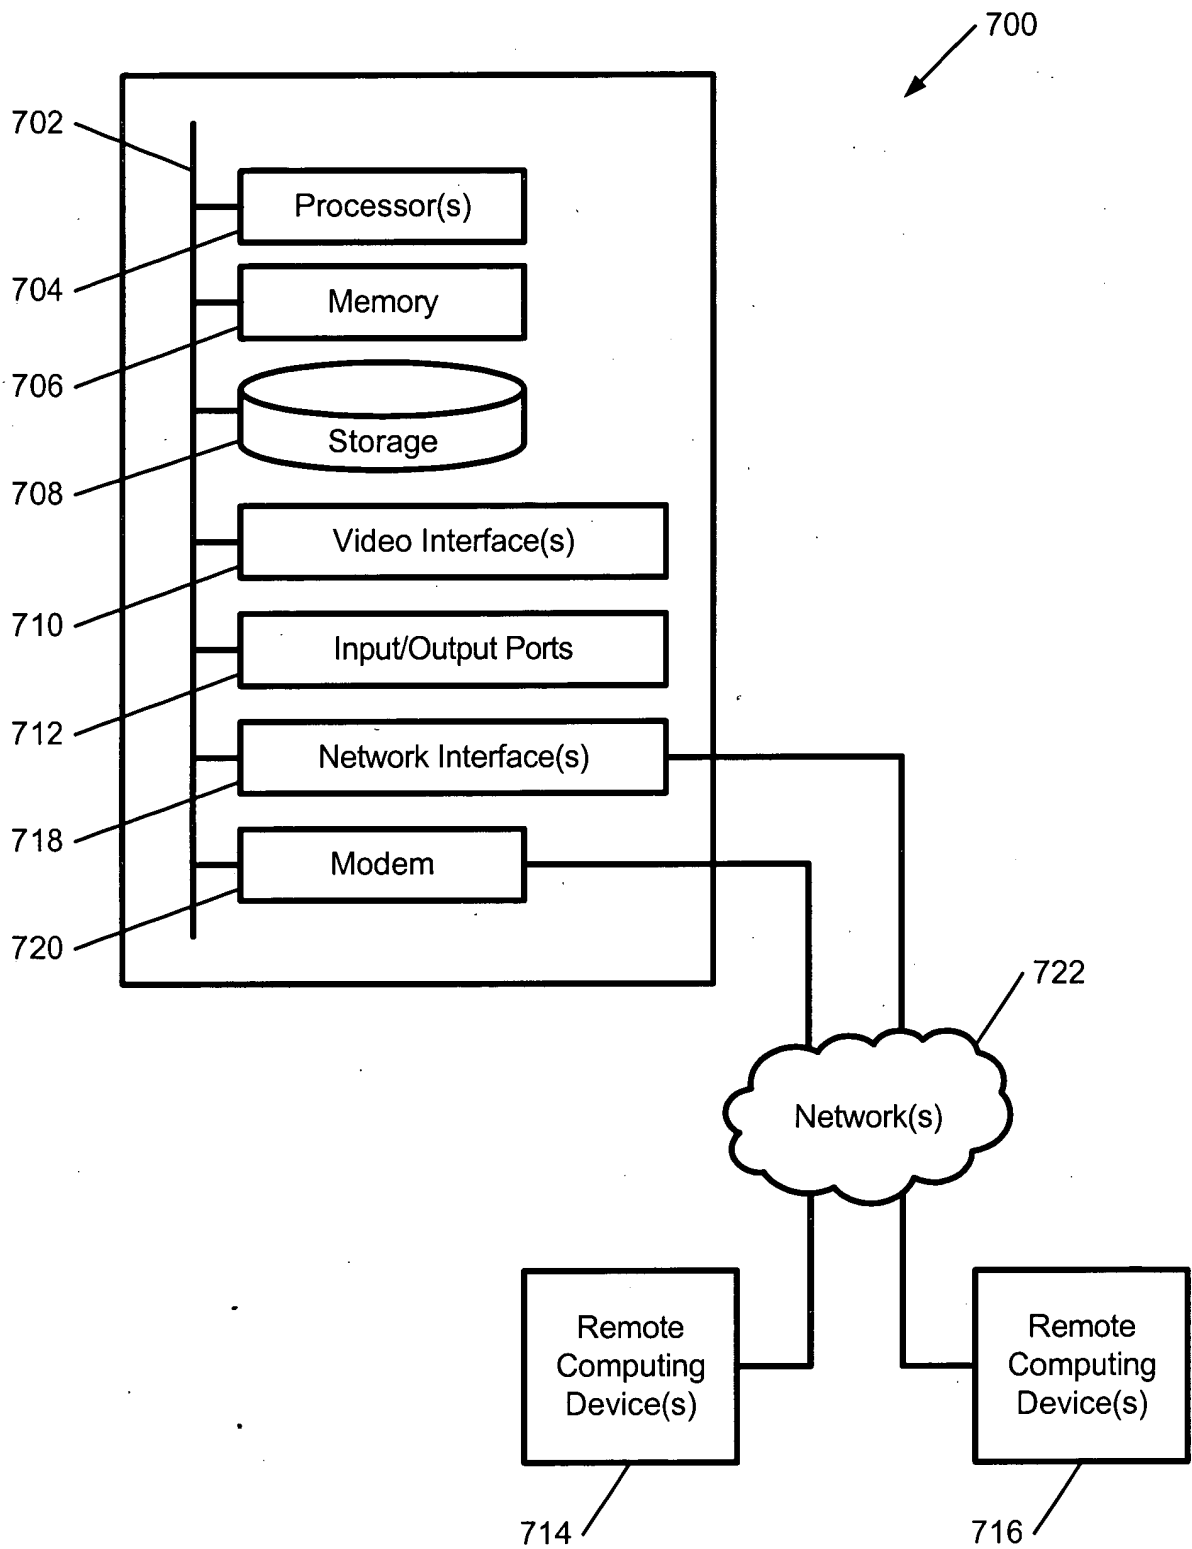 700
702
Processor(s)
704
Memory
706
Storage
708
Video Interface(s)
710
Input/Output Ports
712
Network Interface(s)
718
Modem
720
722
Network(s)
Remote
Computing
Device(s)
714
Remote
Computing
Device(s)
716